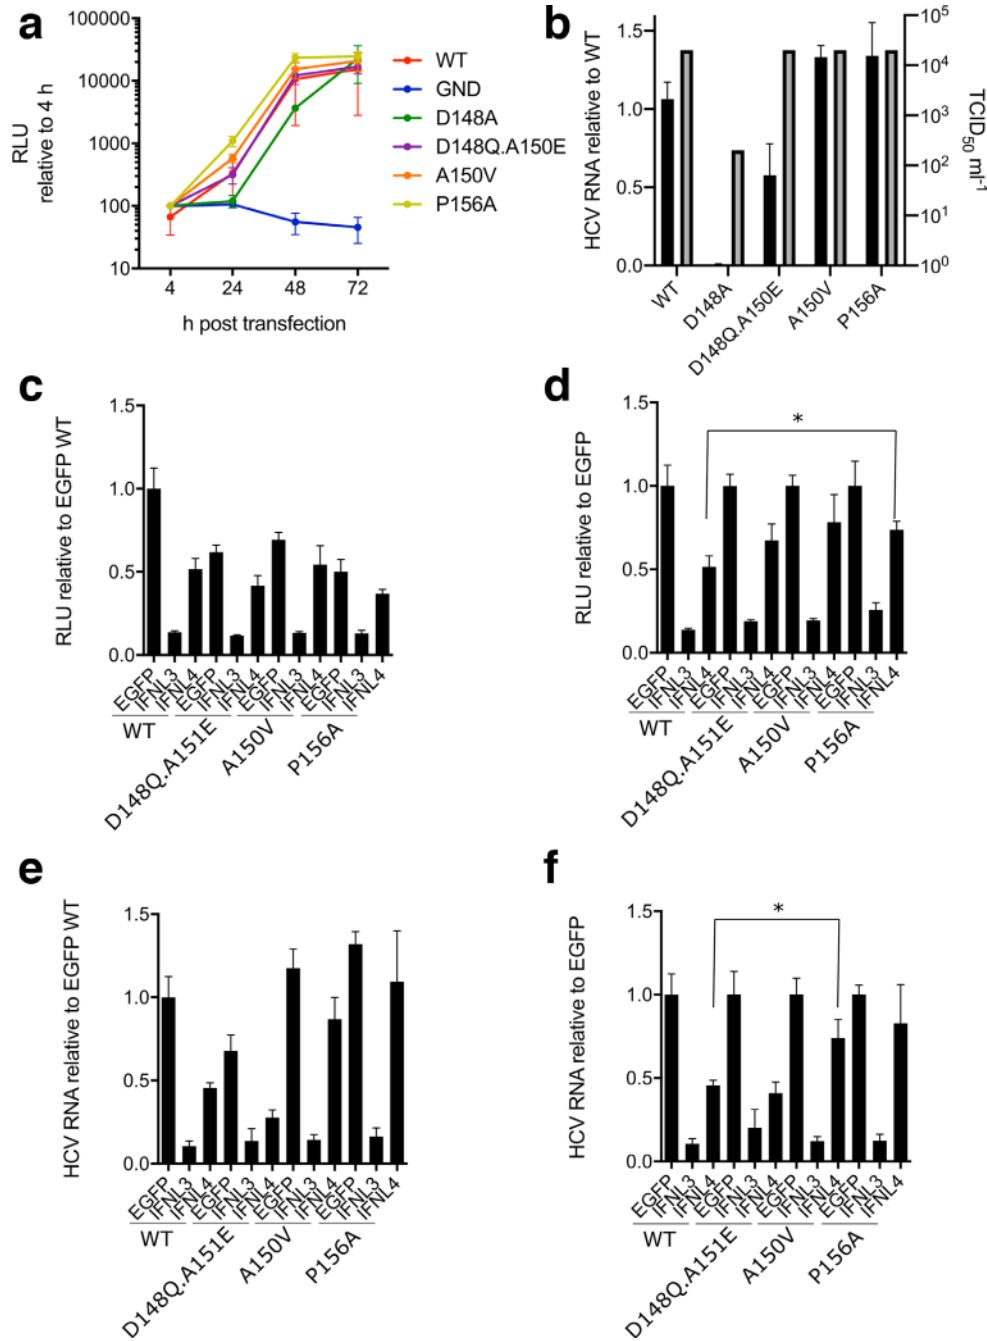 a
100000
10000
1000
100
10
RLU
relative to 4 h
4
24
48
72
h post transfection
WT
GND
D148A
D148Q.A150E
A150V
P156A
b
1.5
1.0
0.5
0.0
HCV RNA relative to WT
10^5
10^4
10^3
10^2
10^1
10^0
TCID50 ml-1
WT
D148A
D148Q.A150E
A150V
P156A
c
1.5
1.0
0.5
0.0
RLU relative to EGFP WT
EGFP
IFNL3
IFNL4
EGFP
IFNL3
IFNL4
EGFP
IFNL3
IFNL4
EGFP
IFNL3
IFNL4
WT
D148Q.A151E
A150V
P156A
d
1.5
1.0
0.5
0.0
RLU relative to EGFP
*
EGFP
IFNL3
IFNL4
EGFP
IFNL3
IFNL4
EGFP
IFNL3
IFNL4
EGFP
IFNL3
IFNL4
WT
D148Q.A151E
A150V
P156A
e
1.5
1.0
0.5
0.0
HCV RNA relative to EGFP WT
EGFP
IFNL3
IFNL4
EGFP
IFNL3
IFNL4
EGFP
IFNL3
IFNL4
EGFP
IFNL3
IFNL4
WT
D148Q.A151E
A150V
P156A
f
1.5
1.0
0.5
0.0
HCV RNA relative to EGFP
*
EGFP
IFNL3
IFNL4
EGFP
IFNL3
IFNL4
EGFP
IFNL3
IFNL4
EGFP
IFNL3
IFNL4
WT
D148Q.A151E
A150V
P156A